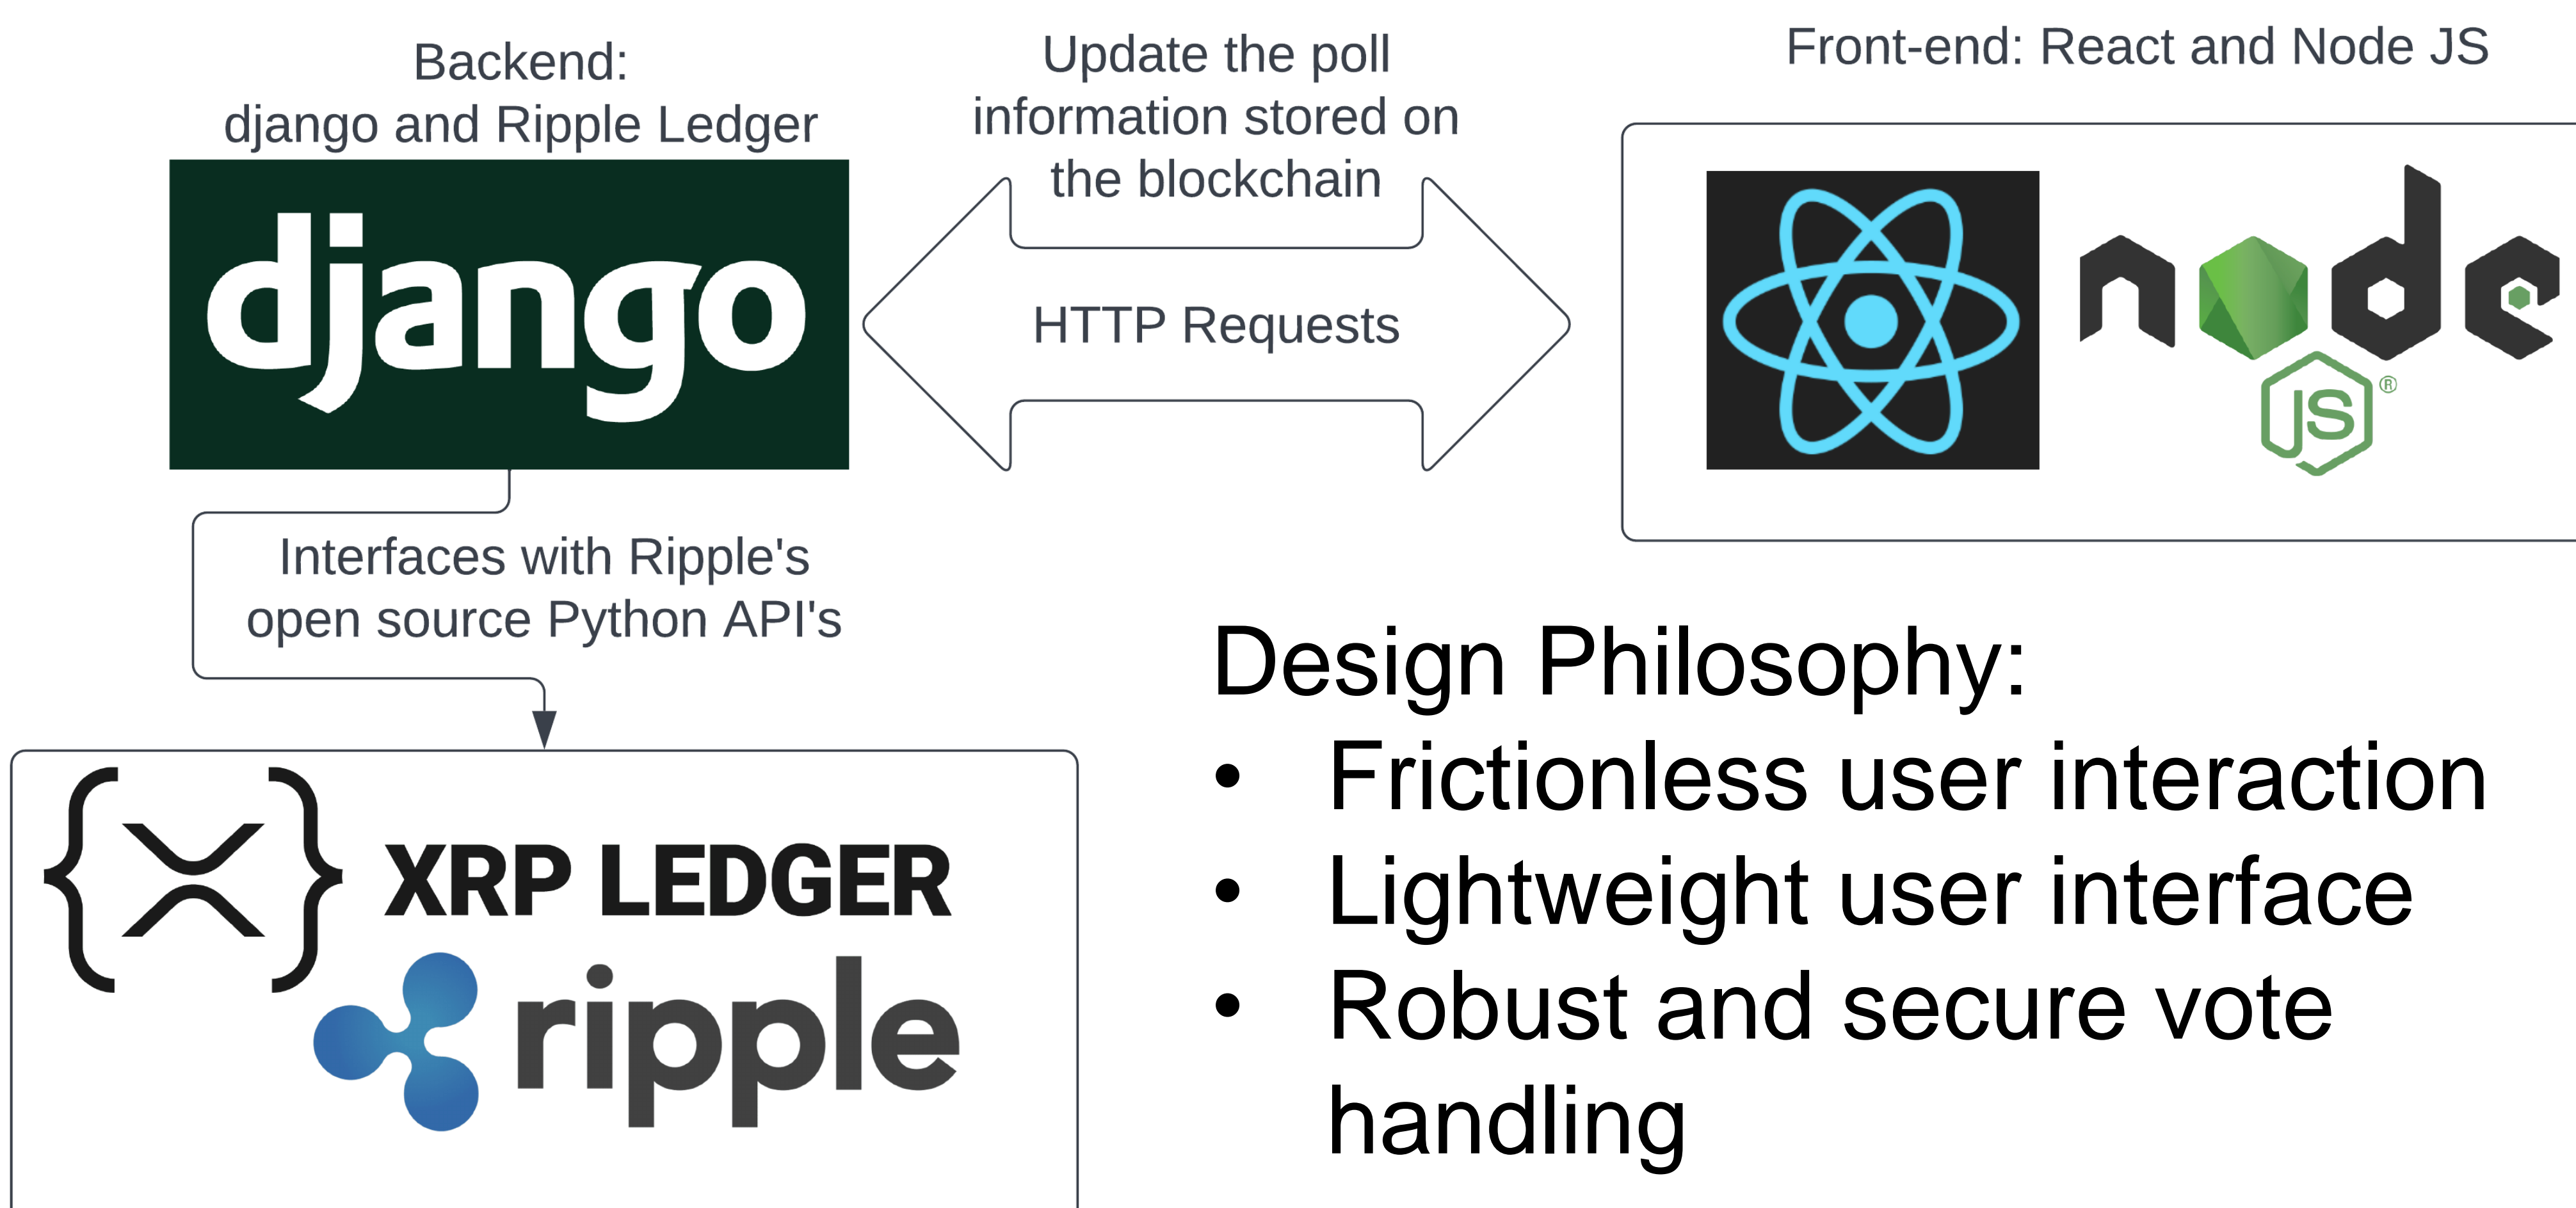 Backend:
django and Ripple Ledger
django
Update the poll
information stored on
the blockchain
HTTP Requests
Front-end: React and Node JS
node
JS ®
Interfaces with Ripple's
open source Python API's
XRP LEDGER
ripple
Design Philosophy:
• Frictionless user interaction
• Lightweight user interface
• Robust and secure vote
handling